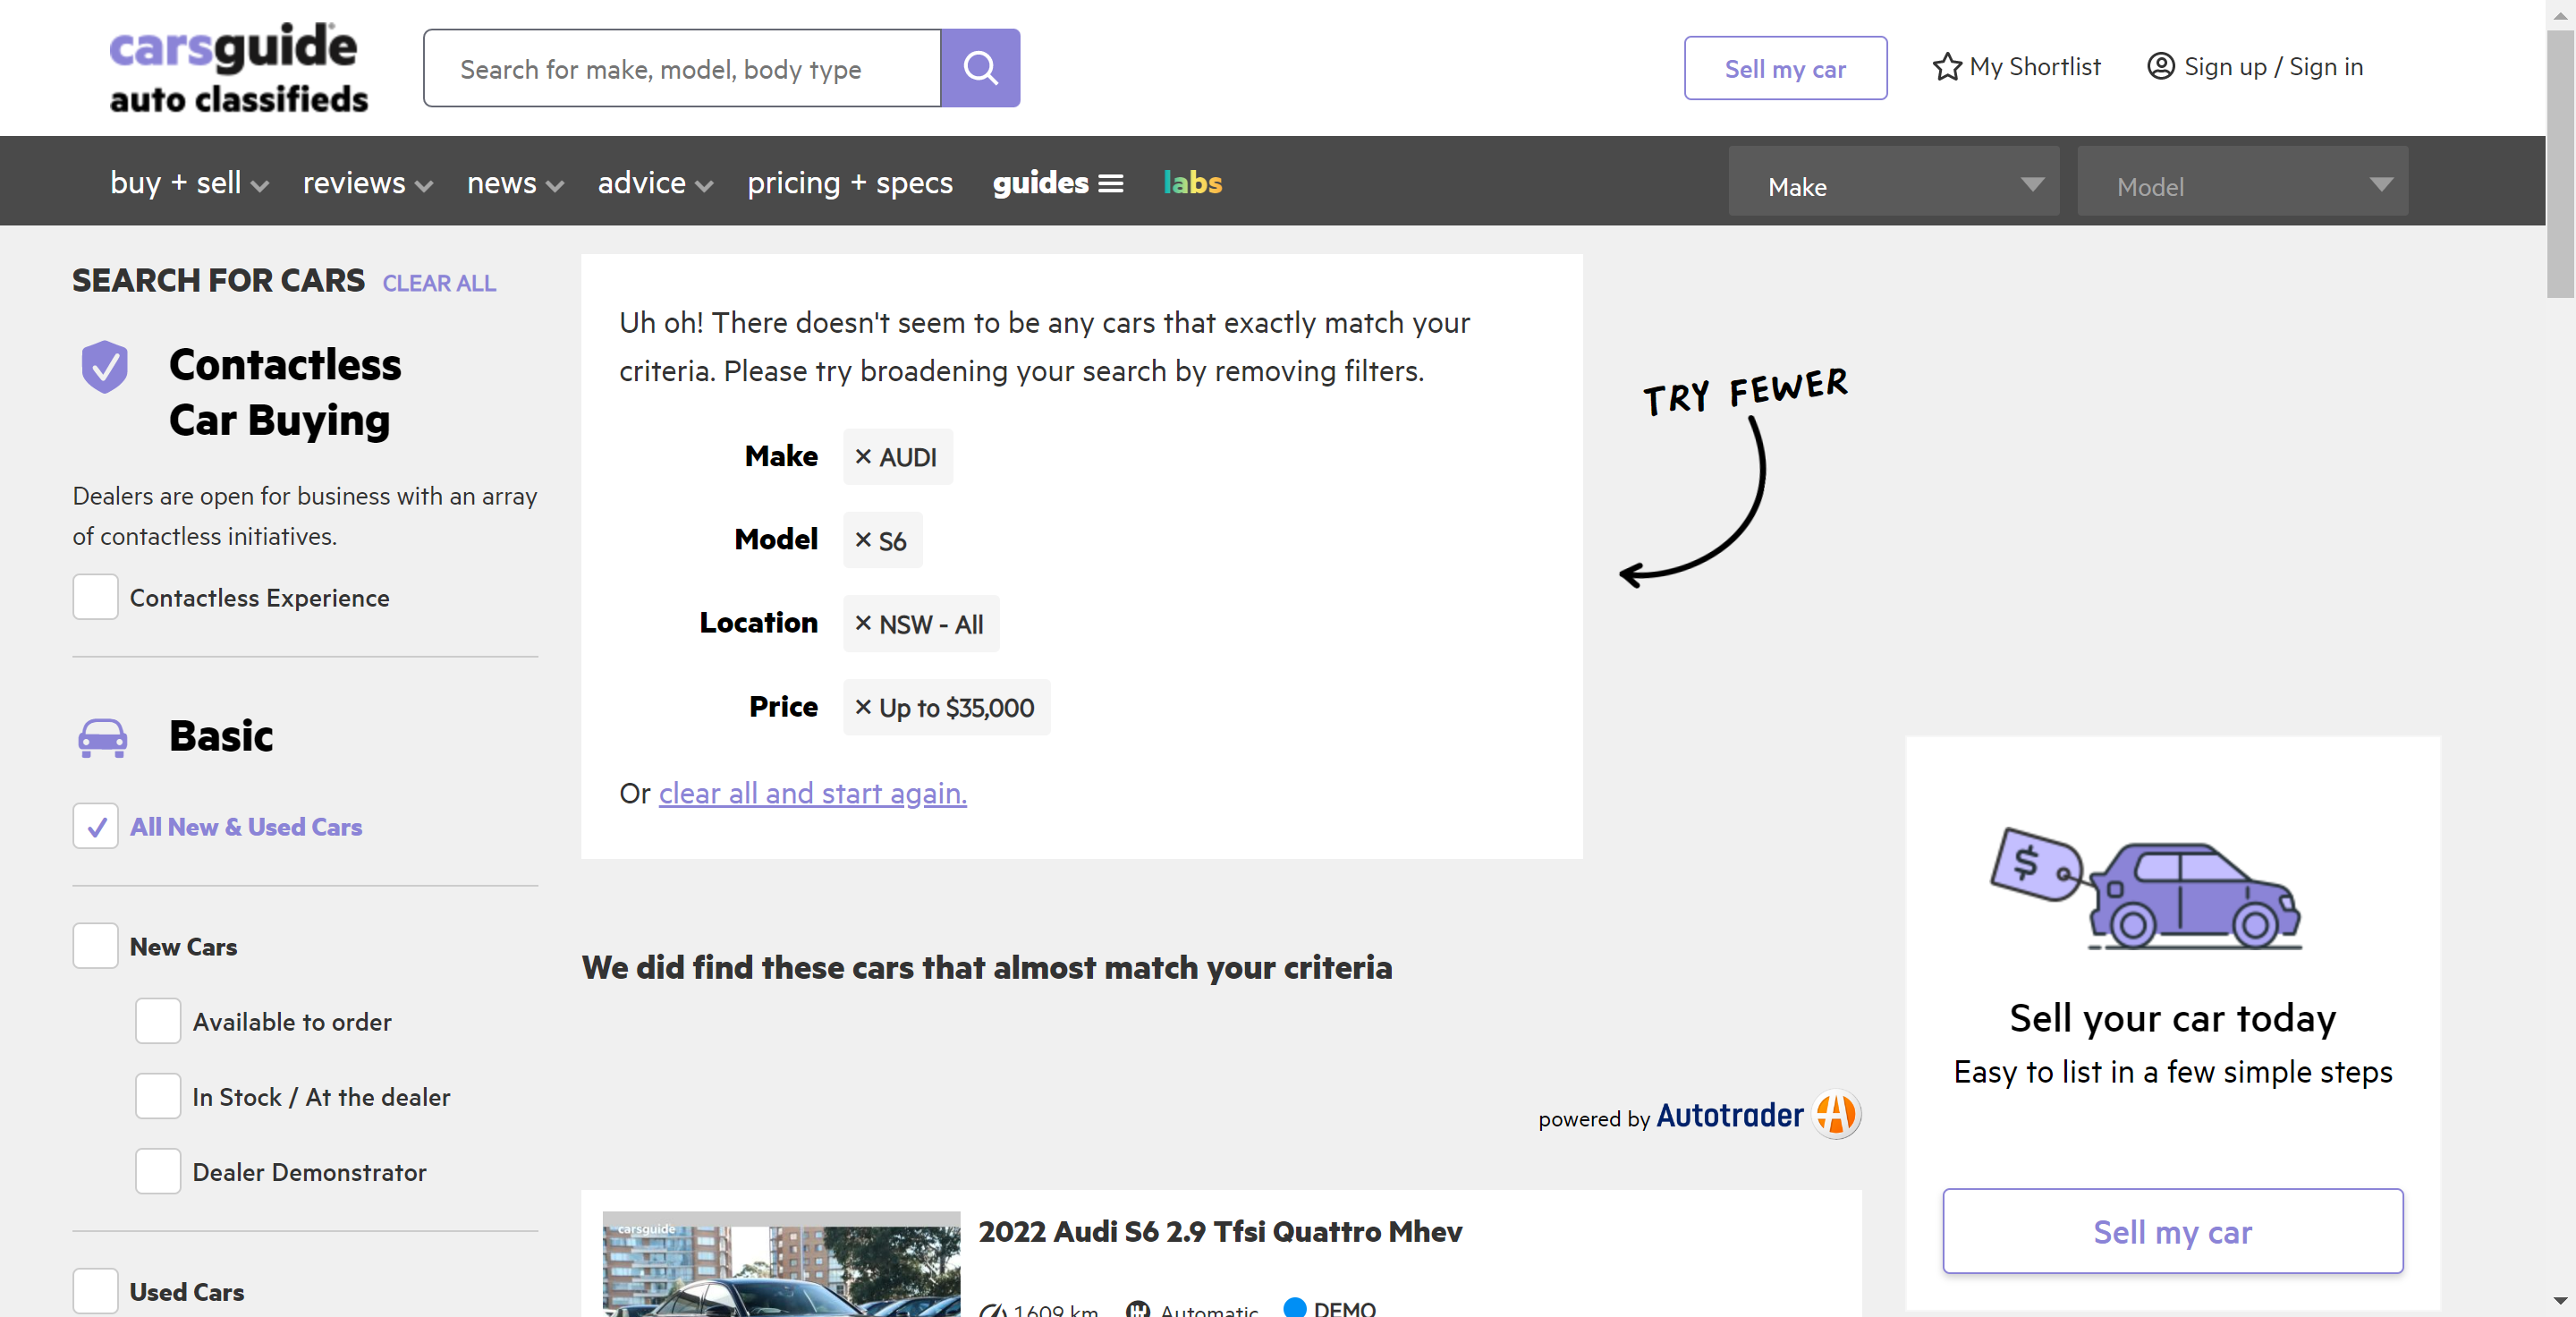 carsguide
auto classifieds
Search for make, model, body type
Sell my car
My Shortlist
Sign up / Sign in
buy + sell
reviews
news
advice
pricing + specs
guides
labs
Make
Model
SEARCH FOR CARS CLEAR ALL
Contactless
Car Buying
Dealers are open for business with an array
of contactless initiatives.
Contactless Experience
Basic
All New & Used Cars
New Cars
Available to order
In Stock / At the dealer
Dealer Demonstrator
Used Cars
Uh oh! There doesn't seem to be any cars that exactly match your
criteria. Please try broadening your search by removing filters.
Make × AUDI
Model × S6
Location × NSW - All
Price × Up to $35,000
Or clear all and start again.
TRY FEWER
We did find these cars that almost match your criteria
powered by Autotrader
carsguide
2022 Audi S6 2.9 Tfsi Quattro Mhev
1,609 km Automatic DEMO
$
Sell your car today
Easy to list in a few simple steps
Sell my car